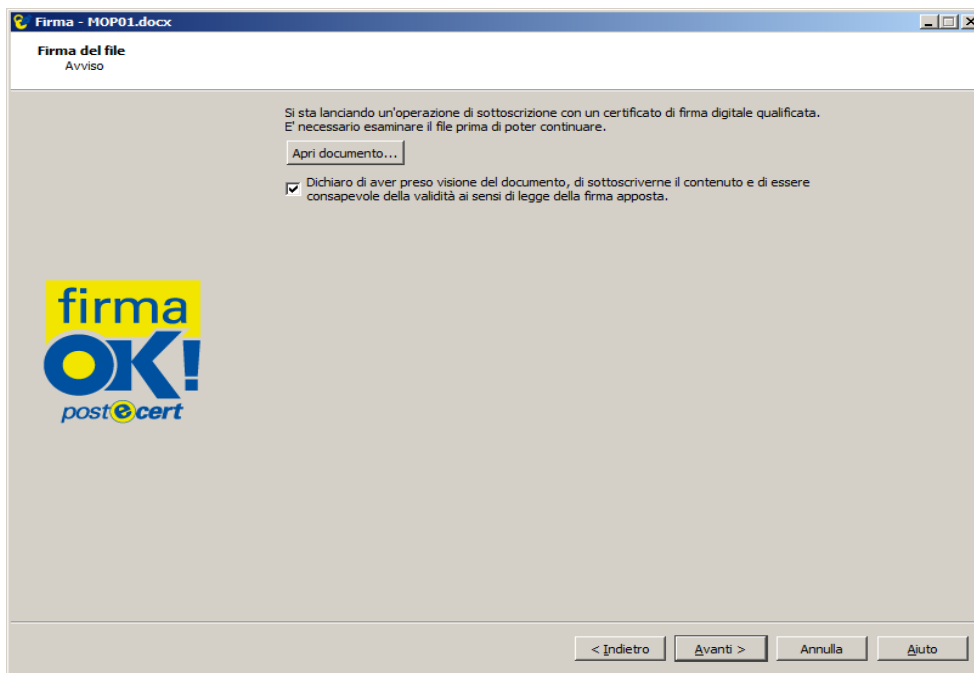 Firma - MOP01.docx
Firma del file
Avviso
Si sta lanciando un'operazione di sottoscrizione con un certificato di firma digitale qualificata.
E' necessario esaminare il file prima di poter continuare.
Apri documento...
Dichiaro di aver preso visione del documento, di sottoscriverne il contenuto e di essere
consapevole della validità ai sensi di legge della firma apposta.
firma
OK!
postecert
< Indietro
Avanti >
Annulla
Aiuto